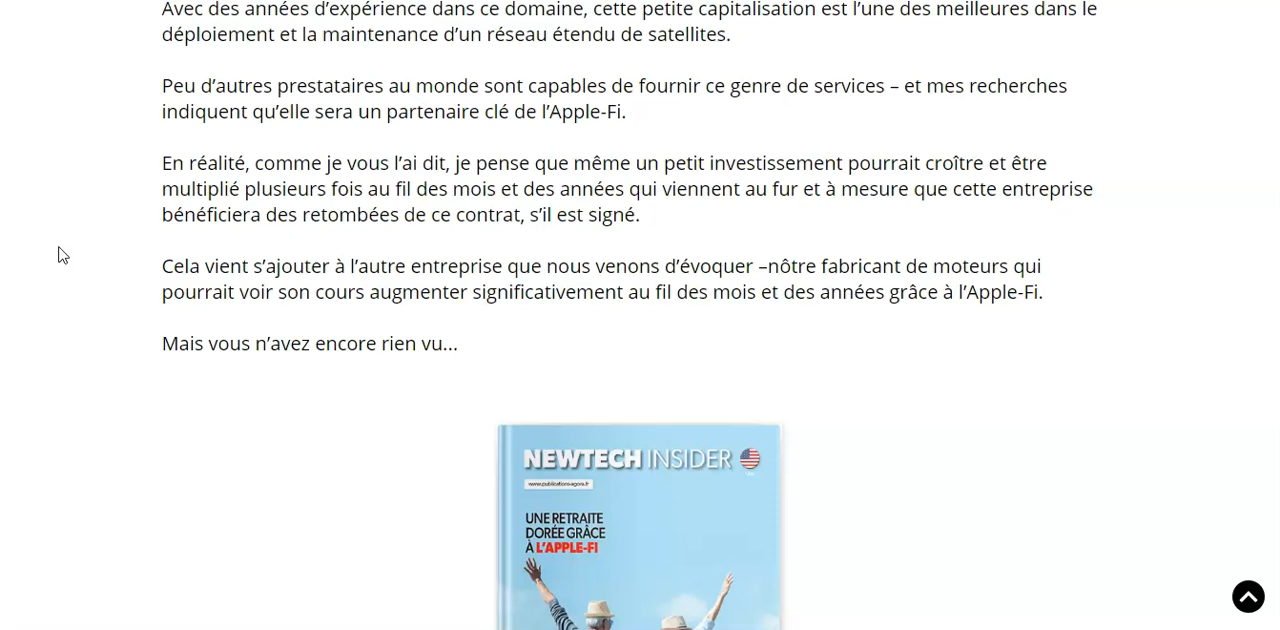 Avec des années d’expérience dans ce domaine, cette petite capitalisation est l’une des meilleures dans le
déploiement et la maintenance d’un réseau étendu de satellites.
Peu d’autres prestataires au monde sont capables de fournir ce genre de services – et mes recherches
indiquent qu’elle sera un partenaire clé de l’Apple-Fi.
En réalité, comme je vous l’ai dit, je pense que même un petit investissement pourrait croître et être
multiplié plusieurs fois au fil des mois et des années qui viennent au fur et à mesure que cette entreprise
bénéficiera des retombées de ce contrat, s’il est signé.
Cela vient s’ajouter à l’autre entreprise que nous venons d’évoquer –nôtre fabricant de moteurs qui
pourrait voir son cours augmenter significativement au fil des mois et des années grâce à l’Apple-Fi.
Mais vous n’avez encore rien vu...
NEWTECH INSIDER
www.publications-agora.fr
UNE RETRAITE
DORÉE GRÂCE
À L’APPLE-FI